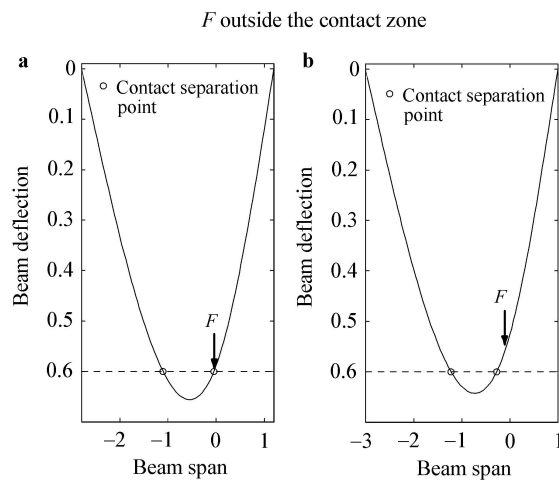 F outside the contact zone
a
b
Contact separation
point
Contact separation
point
0
0.1
0.2
0.3
0.4
0.5
0.6
0
0.1
0.2
0.3
0.4
0.5
0.6
Beam deflection
Beam deflection
F
F
−2
−1
0
1
−3
−2
−1
0
1
Beam span
Beam span